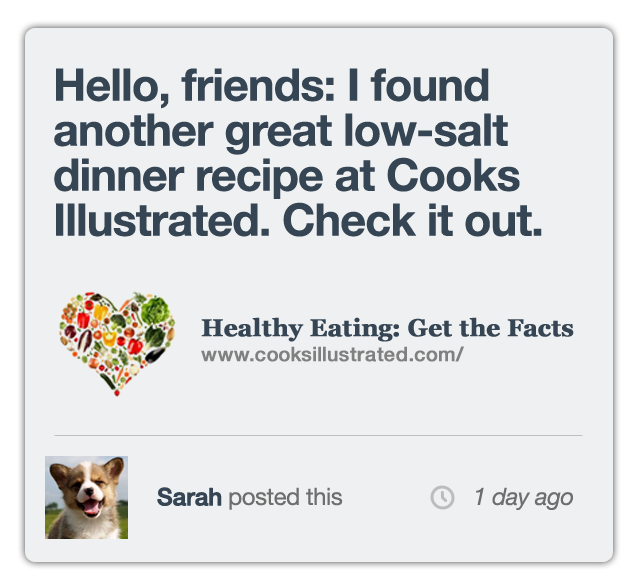 Hello, friends: I found
another great low-salt
dinner recipe at Cooks
Illustrated. Check it out.
Healthy Eating: Get the Facts
www.cooksillustrated.com/
Sarah posted this
1 day ago